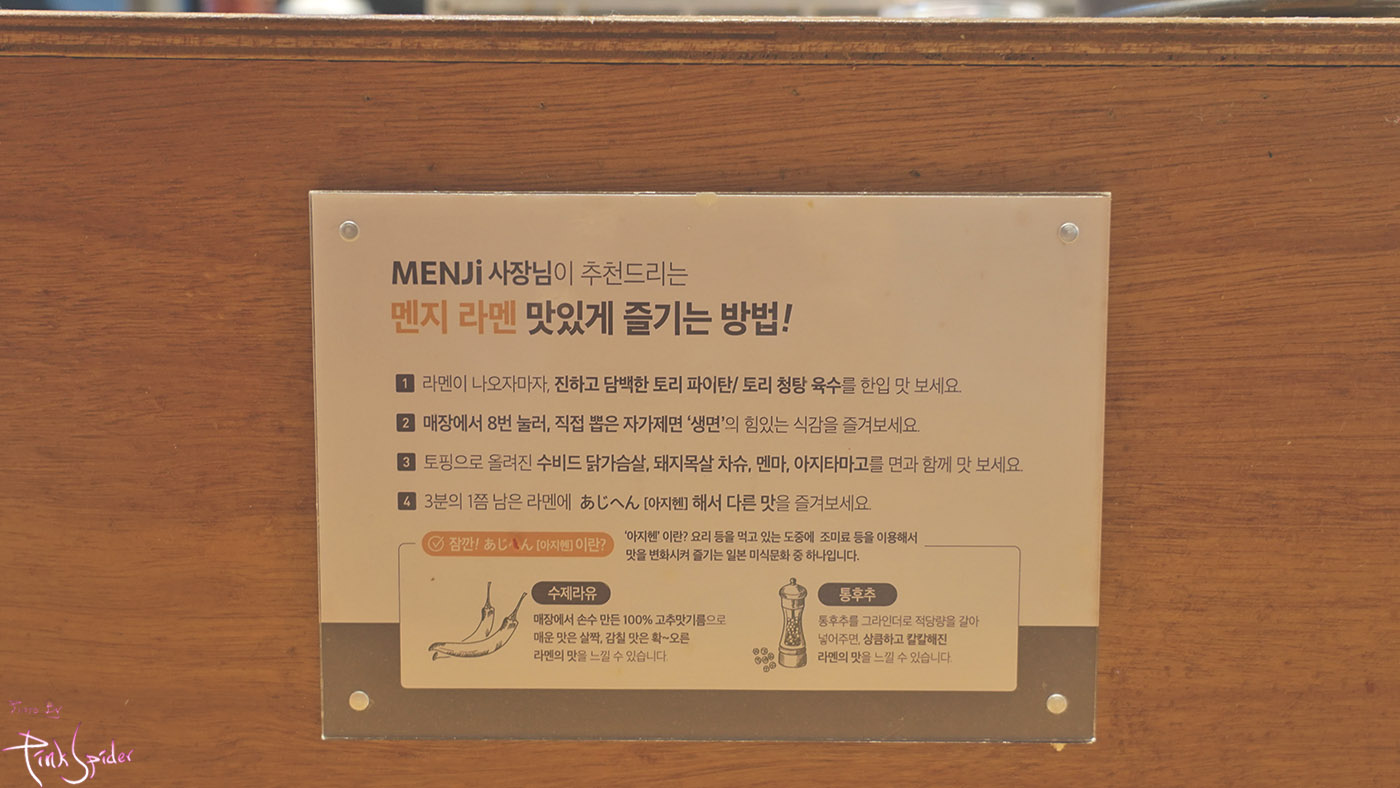 MENJi 사장님이 추천드리는
멘지 라멘 맛있게 즐기는 방법!
1 라멘이 나오자마자, 진하고 담백한 토리 파이탄/ 토리 청탕 육수를 한입 맛 보세요.
2 매장에서 8번 눌러, 직접 뽑은 자가제면 ‘생면’의 힘있는 식감을 즐겨보세요.
3 토핑으로 올려진 수비드 닭가슴살, 돼지목살 차슈, 멘마, 아지타마고를 면과 함께 맛 보세요.
4 3분의 1쯤 남은 라멘에 あじへん [아지헨] 해서 다른 맛을 즐겨보세요.
잠깐! あじへん [아지헨] 이란?
‘아지헨’ 이란? 요리 등을 먹고 있는 도중에 조미료 등을 이용해서
맛을 변화시켜 즐기는 일본 미식문화 중 하나입니다.
수제라유
매장에서 손수 만든 100% 고추맛기름으로
매운 맛은 살짝, 감칠 맛은 확~오른
라멘의 맛을 느낄 수 있습니다.
통후추
통후추를 그라인더로 적당량을 갈아
넣어주면, 상큼하고 칼칼해진
라멘의 맛을 느낄 수 있습니다.
Pink Spider